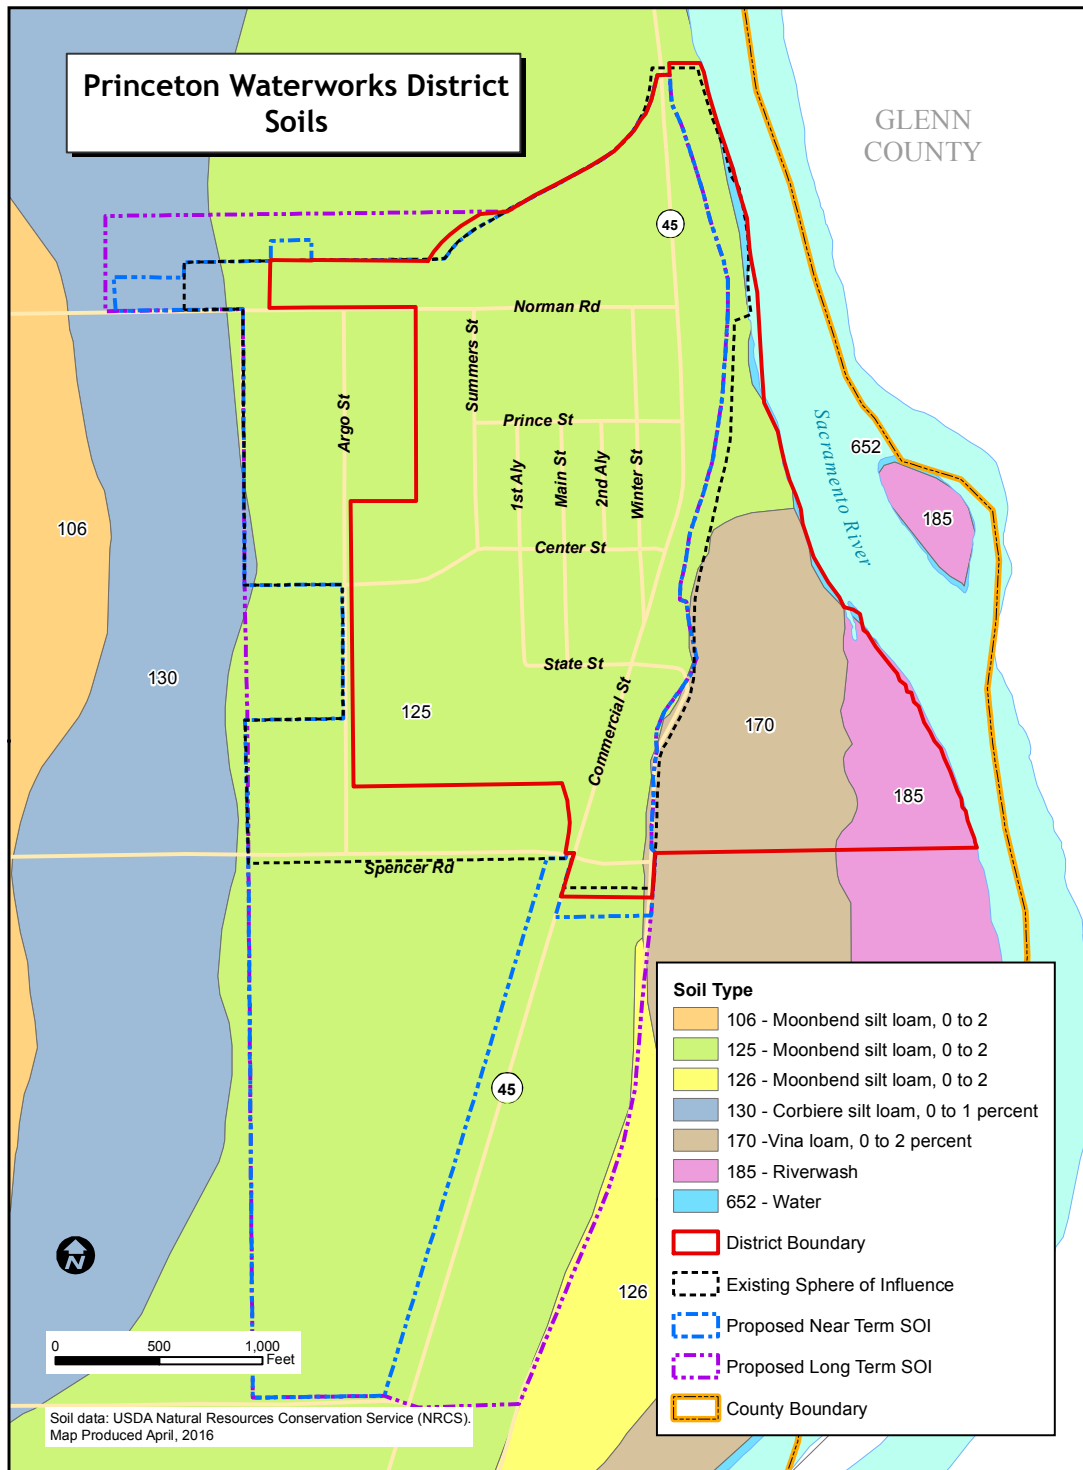 Princeton Waterworks District
Soils
GLENN
COUNTY
45
Norman Rd
Summers St
Argo St
Prince St
1st Aly
Main St
2nd Aly
Winter St
Center St
State St
Commercial St
Sacramento River
652
185
106
130
125
170
185
Spencer Rd
45
126
Soil Type
106 - Moonbend silt loam, 0 to 2
125 - Moonbend silt loam, 0 to 2
126 - Moonbend silt loam, 0 to 2
130 - Corbiere silt loam, 0 to 1 percent
170 -Vina loam, 0 to 2 percent
185 - Riverwash
652 - Water
District Boundary
Existing Sphere of Influence
Proposed Near Term SOI
Proposed Long Term SOI
County Boundary
N
0 500 1,000
Feet
Soil data: USDA Natural Resources Conservation Service (NRCS).
Map Produced April, 2016